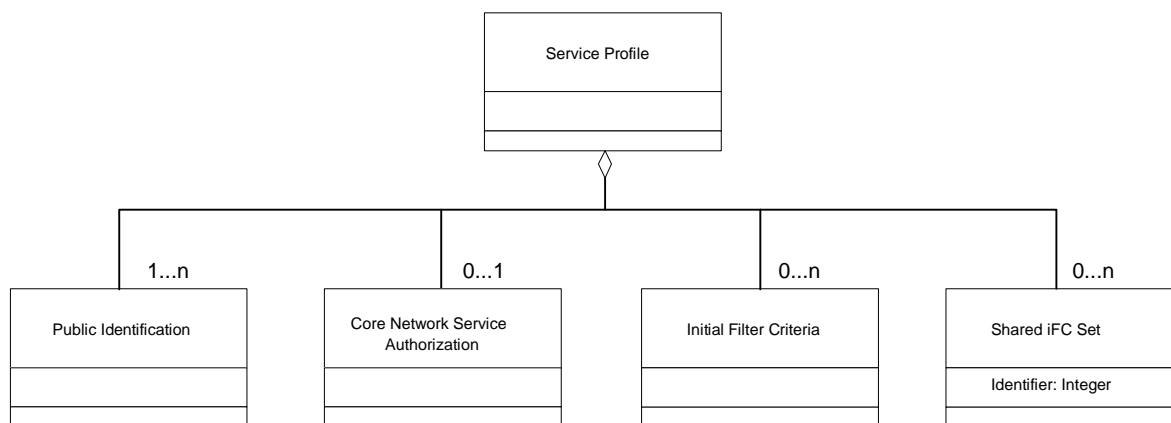 Service Profile
1...n
0...1
0...n
0...n
Public Identification
Core Network Service
Authorization
Initial Filter Criteria
Shared iFC Set
Identifier: Integer